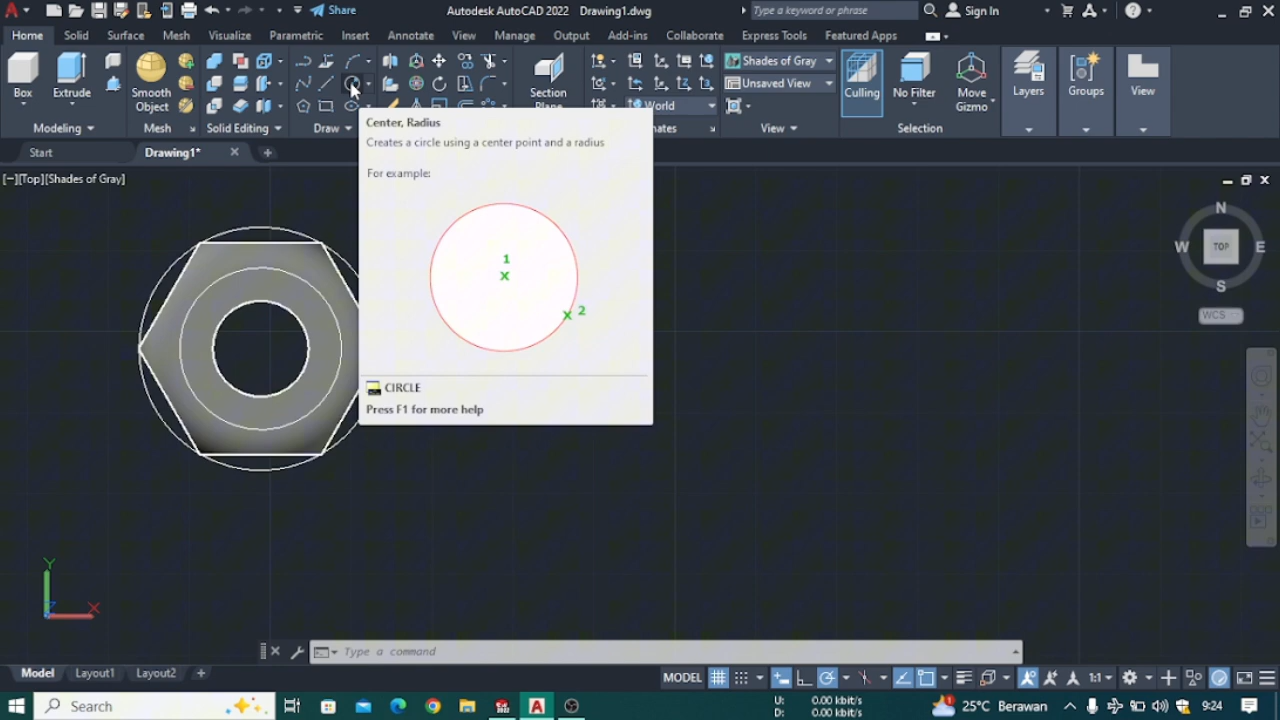 Share
Autodesk AutoCAD 2022 Drawing1.dwg
Type a keyword or phrase
Sign In
Home Solid Surface Mesh Visualize Parametric Insert Annotate View Manage Output Add-ins Collaborate Express Tools Featured Apps
Box
Extrude
Smooth
Object
Section
Plane
World
Shades of Gray
Unsaved View
Culling
No Filter
Move
Gizmo
Layers
Groups
View
Modeling
Mesh
Solid Editing
Draw
nates
View
Selection
Start
Drawing1*
[−][Top][Shades of Gray]
Center, Radius
Creates a circle using a center point and a radius
For example:
1
X
X 2
CIRCLE
Press F1 for more help
N
W TOP E
S
WCS
Y
Z
X
Type a command
Model Layout1 Layout2
MODEL
1:1
Search
U: 0.00 kbit/s
D: 0.00 kbit/s
25°C Berawan
9:24